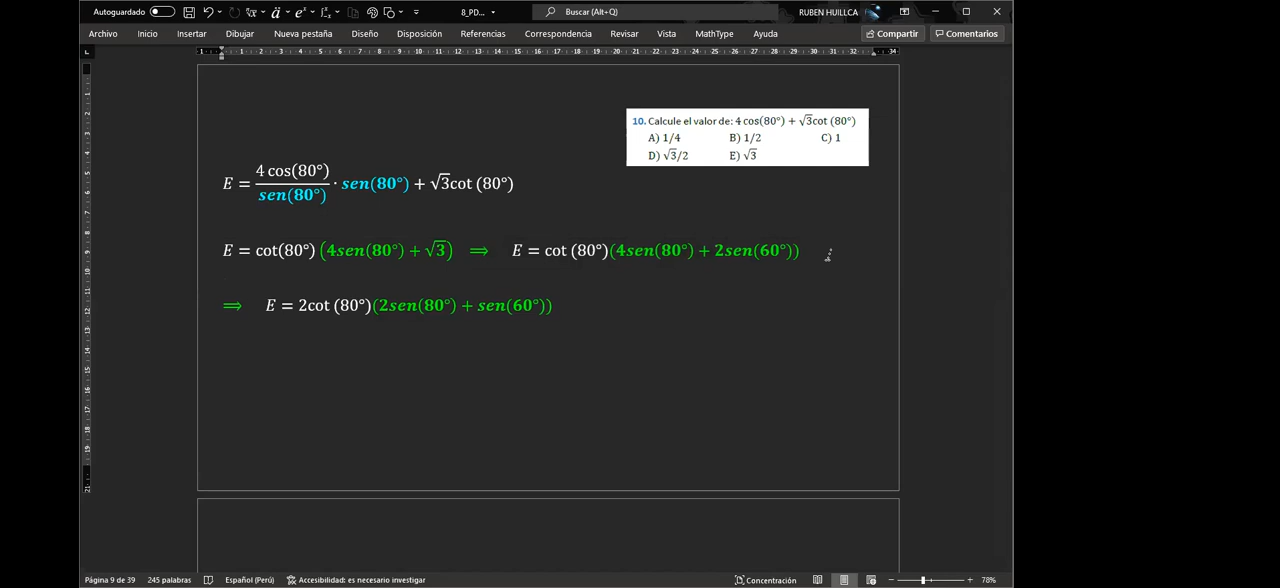 Autoguardado
8_PD...
Buscar (Alt+Q)
RUBEN HUILLCA
Archivo Inicio Insertar Dibujar Nueva pestaña Diseño Disposición Referencias Correspondencia Revisar Vista MathType Ayuda Compartir Comentarios
10. Calcule el valor de: 4 cos(80°) + √3cot (80°)
A) 1/4 B) 1/2 C) 1
D) √3/2 E) √3
E = 4 cos(80°)/sen(80°) · sen(80°) + √3cot (80°)
E = cot(80°) (4sen(80°) + √3) ⟹ E = cot (80°)(4sen(80°) + 2sen(60°))
⟹ E = 2cot (80°)(2sen(80°) + sen(60°))
Página 9 de 39 245 palabras Español (Perú) Accesibilidad: es necesario investigar Concentración 78%